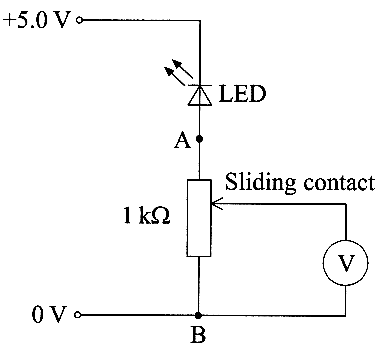 +5.0 V
LED
A
Sliding contact
1 kΩ
V
0 V
B